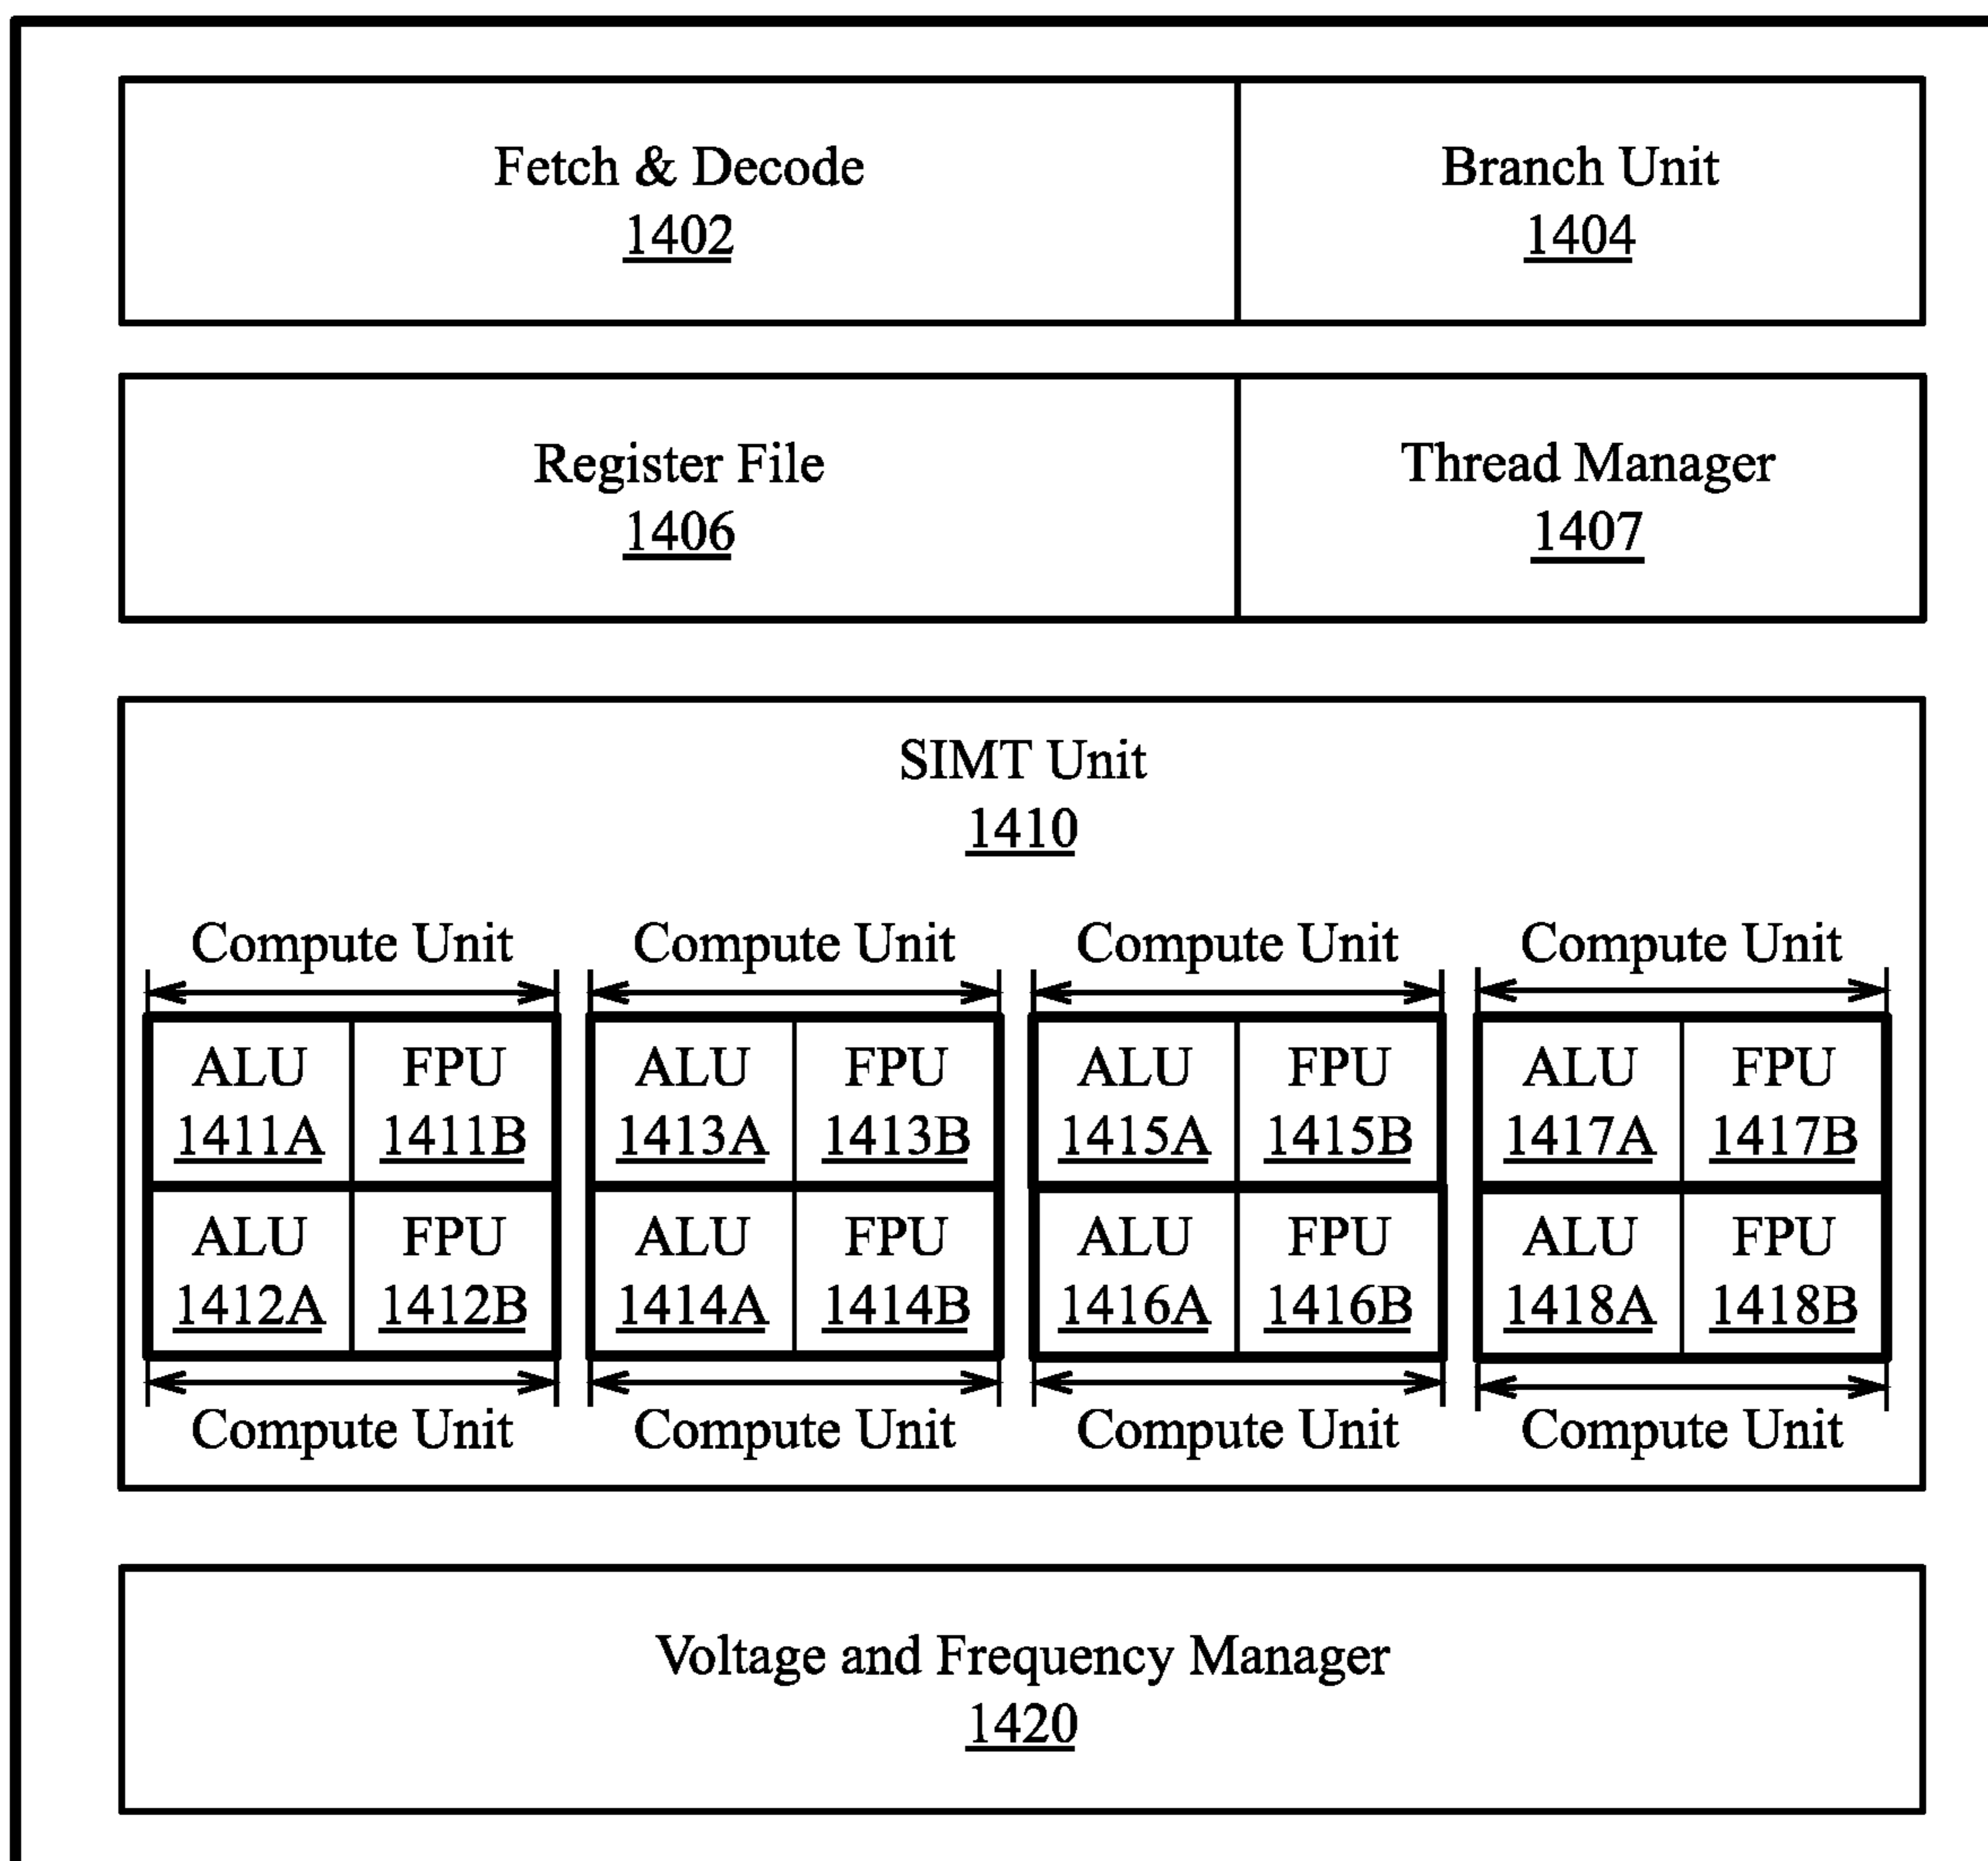 Fetch & Decode
1402
Branch Unit
1404
Register File
1406
Thread Manager
1407
SIMT Unit
1410
Compute Unit
Compute Unit
Compute Unit
Compute Unit
ALU
1411A
FPU
1411B
ALU
1413A
FPU
1413B
ALU
1415A
FPU
1415B
ALU
1417A
FPU
1417B
ALU
1412A
FPU
1412B
ALU
1414A
FPU
1414B
ALU
1416A
FPU
1416B
ALU
1418A
FPU
1418B
Compute Unit
Compute Unit
Compute Unit
Compute Unit
Voltage and Frequency Manager
1420